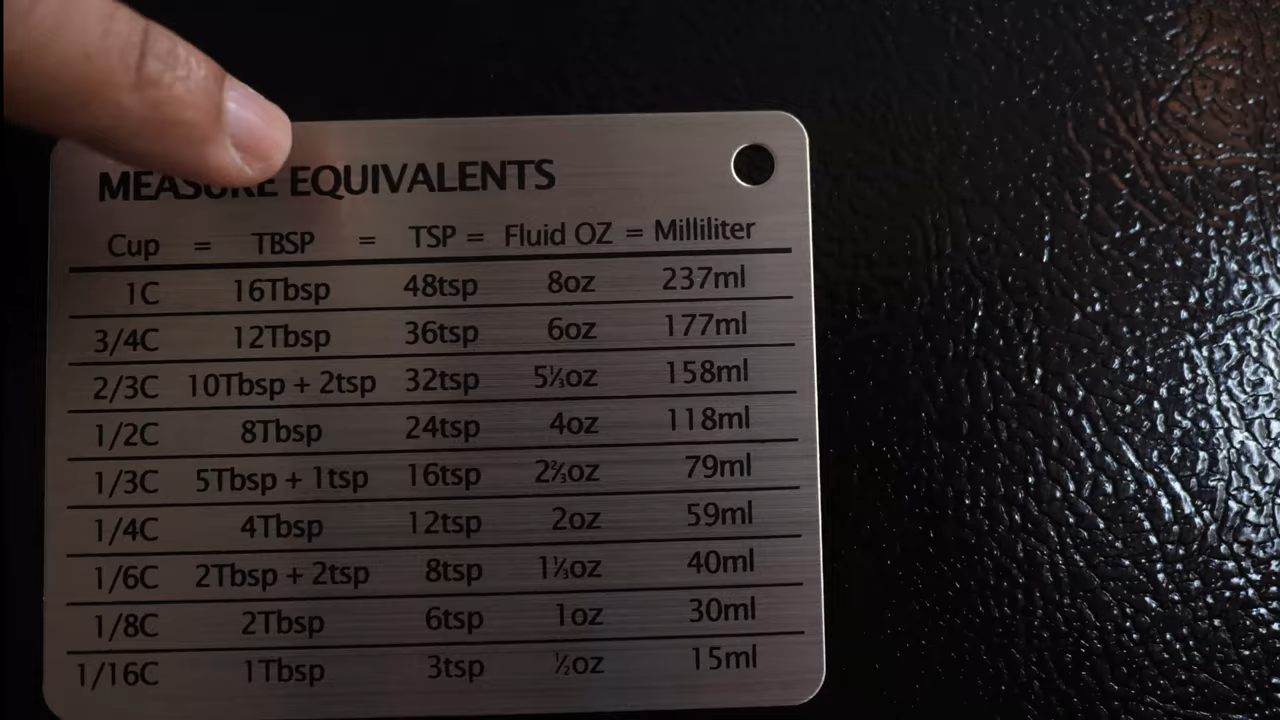 MEASURE EQUIVALENTS
Cup = TBSP = TSP = Fluid OZ = Milliliter
1C 16Tbsp 48tsp 8oz 237ml
3/4C 12Tbsp 36tsp 6oz 177ml
2/3C 10Tbsp + 2tsp 32tsp 5⅓oz 158ml
1/2C 8Tbsp 24tsp 4oz 118ml
1/3C 5Tbsp + 1tsp 16tsp 2⅔oz 79ml
1/4C 4Tbsp 12tsp 2oz 59ml
1/6C 2Tbsp + 2tsp 8tsp 1⅓oz 40ml
1/8C 2Tbsp 6tsp 1oz 30ml
1/16C 1Tbsp 3tsp ½oz 15ml